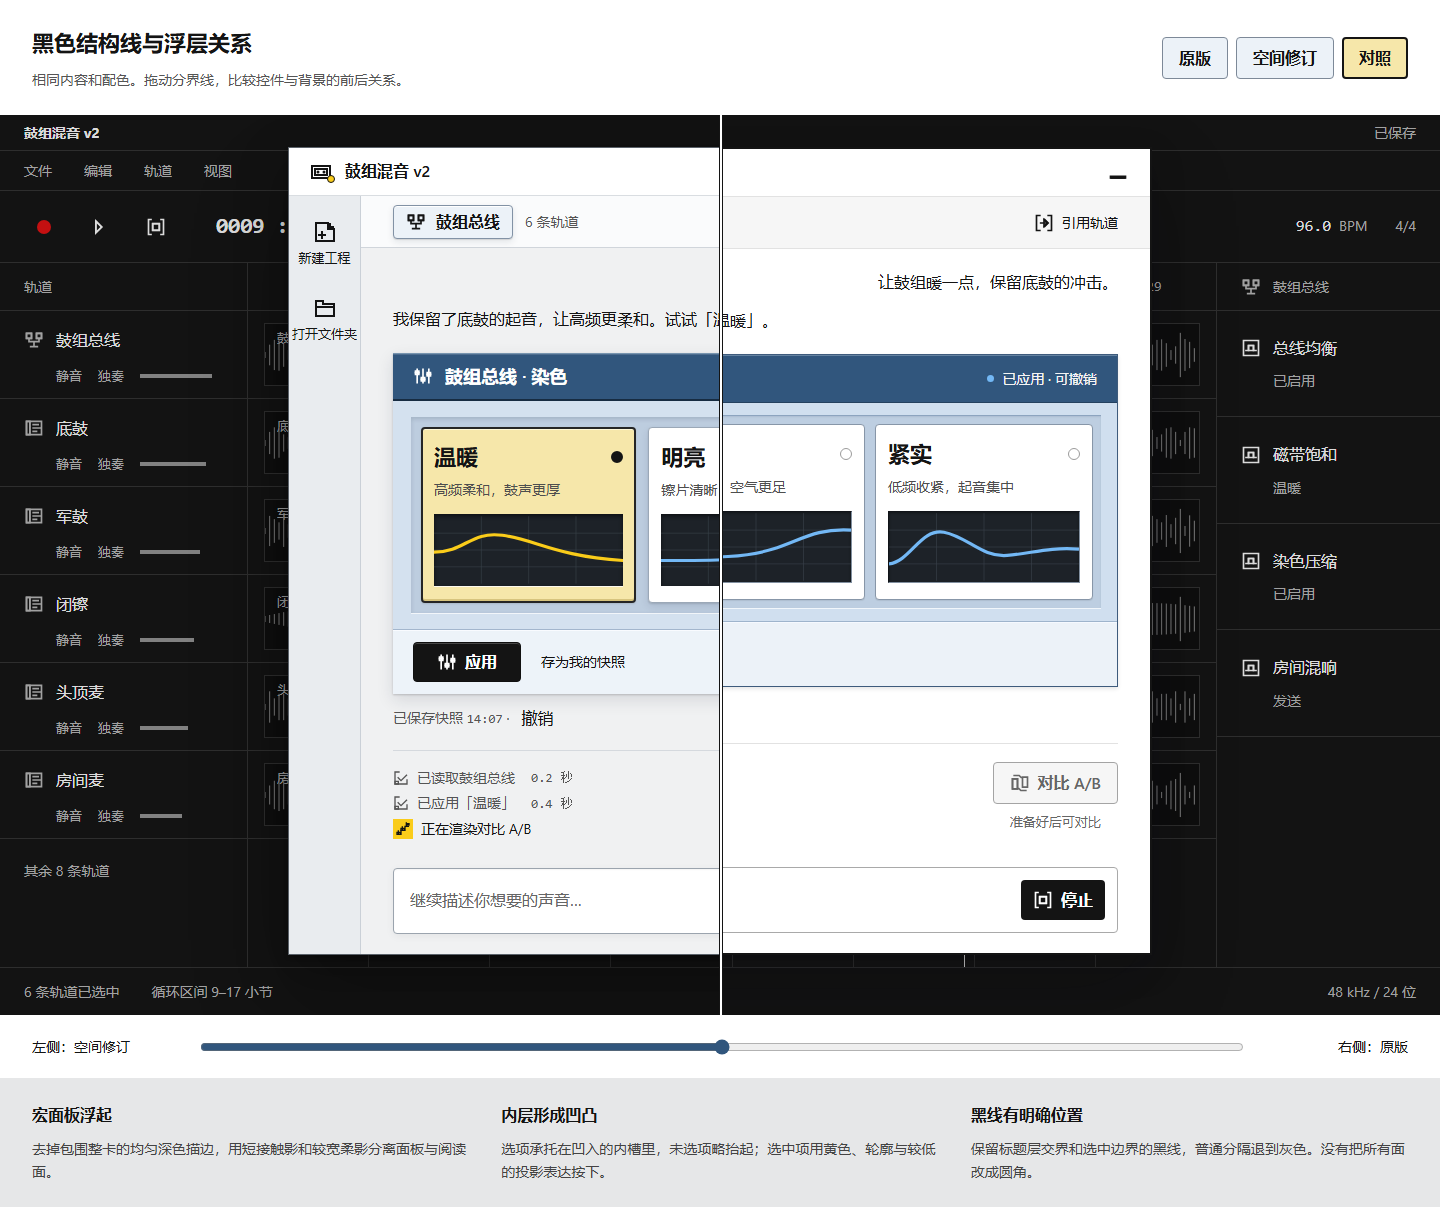 黑色结构线与浮层关系
相同内容和配色。拖动分界线，比较控件与背景的前后关系。
原版 空间修订 对照
鼓组混音 v2 已保存
文件 编辑 轨道 视图
鼓组混音 v2
0009 :
96.0 BPM 4/4
新建工程
打开文件夹
鼓组总线 6 条轨道
引用轨道
轨道
29
鼓组总线
让鼓组暖一点，保留底鼓的冲击。
我保留了底鼓的起音，让高频更柔和。试试「温暖」。
鼓组总线
静音 独奏
鼓
底鼓
静音 独奏
底
军鼓
静音 独奏
军
闭镲
静音 独奏
闭
头顶麦
静音 独奏
头
房间麦
静音 独奏
房
其余 8 条轨道
鼓组总线 · 染色
已应用 · 可撤销
温暖
高频柔和，鼓声更厚
明亮
镲片清晰，空气更足
紧实
低频收紧，起音集中
应用 存为我的快照
已保存快照 14:07 · 撤销
已读取鼓组总线 0.2 秒
已应用「温暖」 0.4 秒
正在渲染对比 A/B
对比 A/B
准备好后可对比
继续描述你想要的声音...
停止
总线均衡
已启用
磁带饱和
温暖
染色压缩
已启用
房间混响
发送
6 条轨道已选中 循环区间 9–17 小节 48 kHz / 24 位
左侧：空间修订 右侧：原版
宏面板浮起
去掉包围整卡的均匀深色描边，用短接触影和较宽柔影分离面板与阅读
面。
内层形成凹凸
选项承托在凹入的内槽里，未选项略抬起；选中项用黄色、轮廓与较低
的投影表达按下。
黑线有明确位置
保留标题层交界和选中边界的黑线，普通分隔退到灰色。没有把所有面
改成圆角。